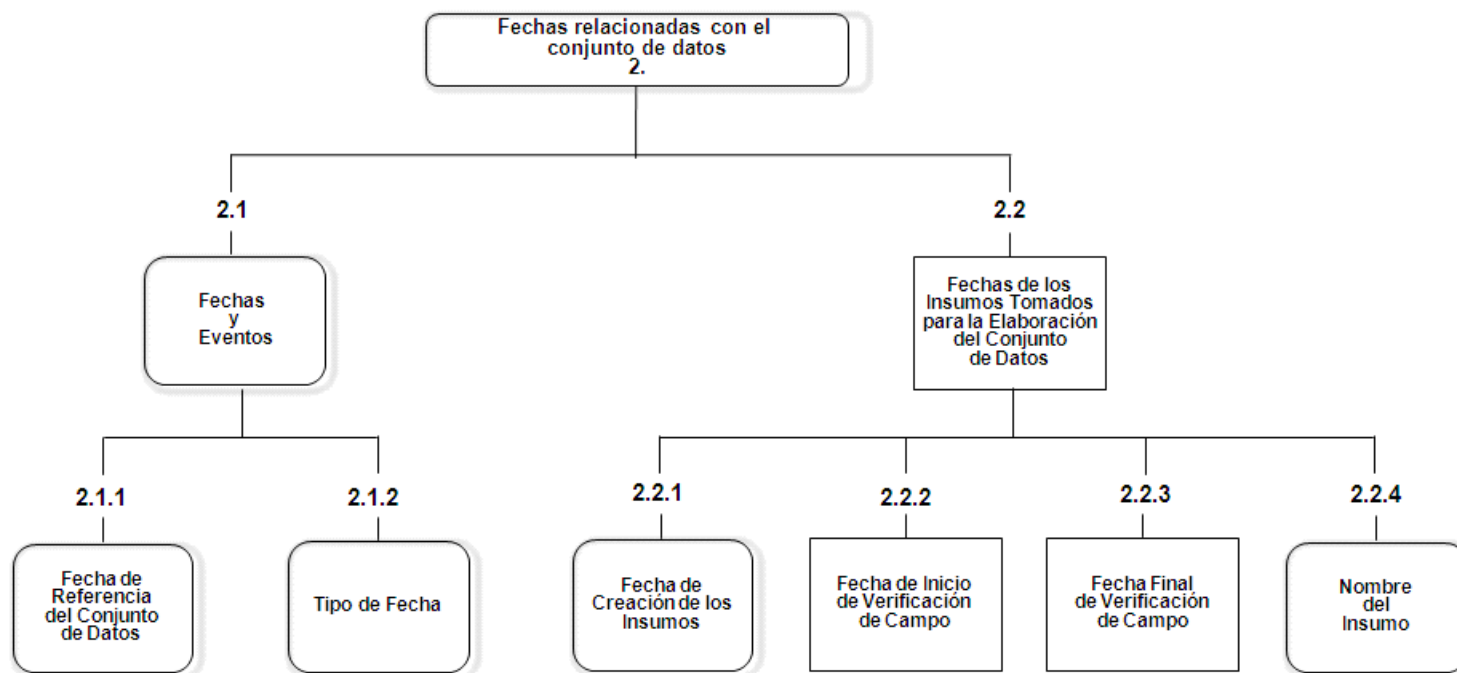 Fechas relacionadas con el
conjunto de datos
2.
2.1
2.2
Fechas
y
Eventos
Fechas de los
Insumos Tomados
para la Elaboración
del Conjunto
de Datos
2.1.1
2.1.2
2.2.1
2.2.2
2.2.3
2.2.4
Fecha de
Referencia
del Conjunto
de Datos
Tipo de Fecha
Fecha de
Creación de los
Insumos
Fecha de Inicio
de Verificación
de Campo
Fecha Final
de Verificación
de Campo
Nombre
del
Insumo